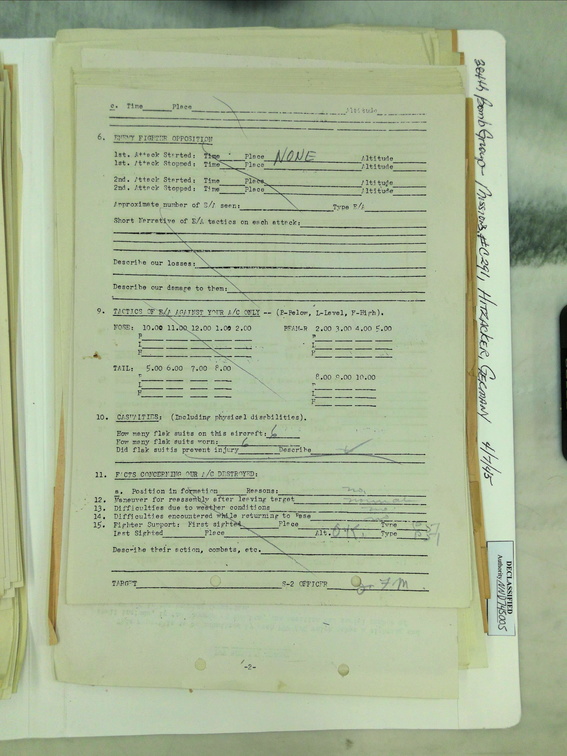 c. Time Place Altitude
6. ENEMY FIGHTER OPPOSITION
1st. Attack Started: Time Place NONE Altitude
1st. Attack Stopped: Time Place Altitude
2nd. Attack Started: Time Place Altitude
2nd. Attack Stopped: Time Place Altitude
Approximate number of E/A seen: Type E/A
Short Narrative of E/A tactics on each attack:
Describe our losses:
Describe our damage to them:
9. TACTICS OF E/A AGAINST YOUR A/C ONLY -- (B-Below, L-Level, H-High).
NOSE: 10.00 11.00 12.00 1.00 2.00 BEAM-R 2.00 3.00 4.00 5.00
TAIL: 5.00 6.00 7.00 8.00
8.00 9.00 10.00
10. CASUALTIES: (Including physical disabilities).
How many flak suits on this aircraft: 6
How many flak suits worn: 6
Did flak suits prevent injury Describe
11. FACTS CONCERNING OUR A/C DESTROYED:
a. Position in formation Reasons:
12. Maneuver for reassembly after leaving target
13. Difficulties due to weather conditions
14. Difficulties encountered while returning to base
15. Fighter Support: First sighted Place Type
Last Sighted Place Alt. Type
Describe their action, combats, etc.
TARGET S-2 OFFICER
-2-
384th Bomb Group - Missions, #C291, HITZACKER, GERMANY 4/7/45
DECLASSIFIED
Authority NND 745005